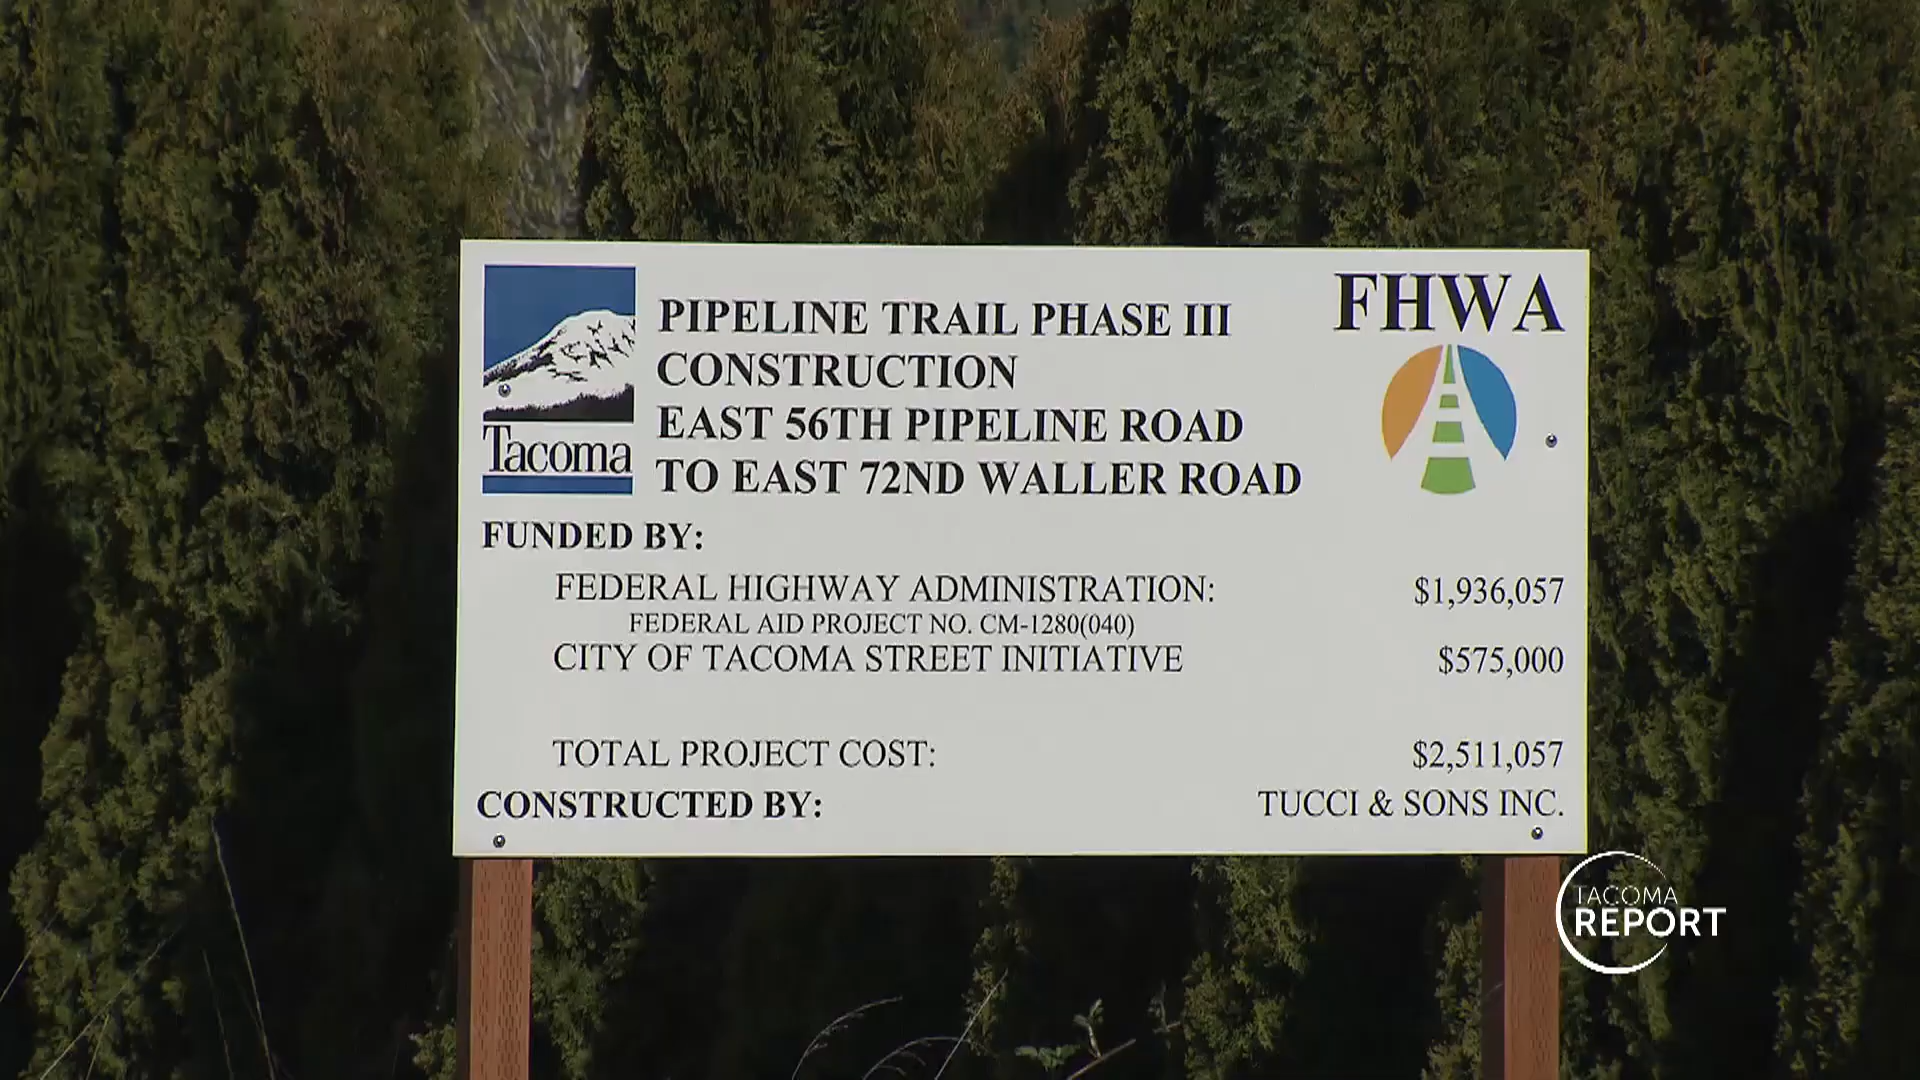 Tacoma
PIPELINE TRAIL PHASE III
CONSTRUCTION
EAST 56TH PIPELINE ROAD
TO EAST 72ND WALLER ROAD
FHWA
FUNDED BY:
FEDERAL HIGHWAY ADMINISTRATION: $1,936,057
FEDERAL AID PROJECT NO. CM-1280(040)
CITY OF TACOMA STREET INITIATIVE $575,000
TOTAL PROJECT COST: $2,511,057
CONSTRUCTED BY: TUCCI & SONS INC.
TACOMA
REPORT